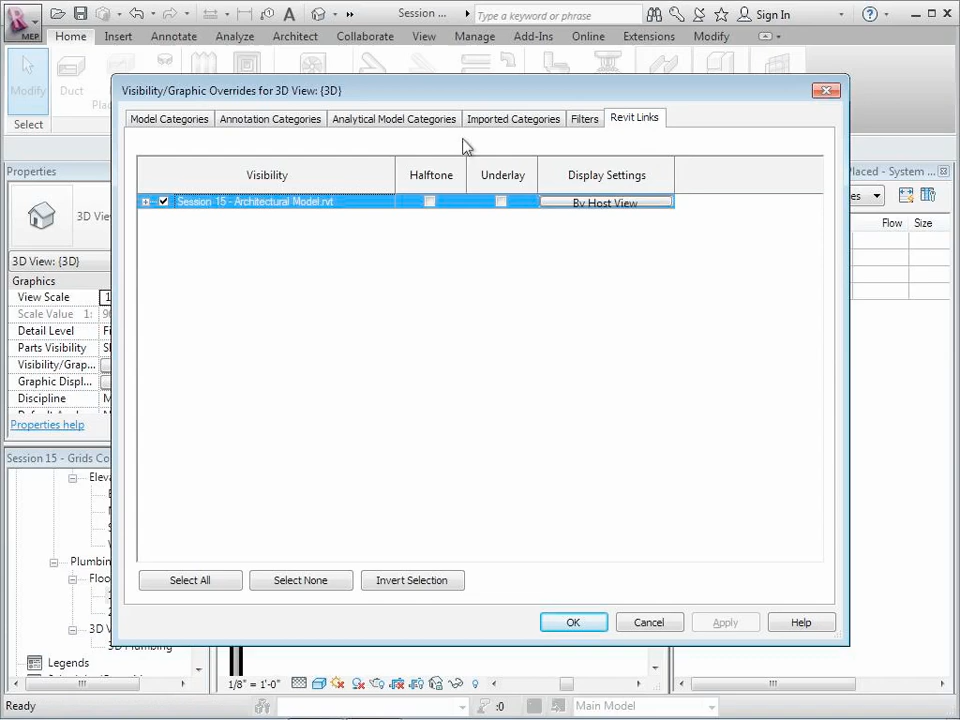 Session ...
Type a keyword or phrase
Sign In
MEP
Home
Insert
Annotate
Analyze
Architect
Collaborate
View
Manage
Add-Ins
Online
Extensions
Modify
Modify
Duct
Select
Visibility/Graphic Overrides for 3D View: {3D}
Model Categories
Annotation Categories
Analytical Model Categories
Imported Categories
Filters
Revit Links
Visibility
Halftone
Underlay
Display Settings
Session 15 - Architectural Model.rvt
By Host View
Select All
Select None
Invert Selection
OK
Cancel
Apply
Help
Properties
3D View: {3D}
Graphics
View Scale
Scale Value 1:
Detail Level
Parts Visibility
Visibility/Grap...
Graphic Displ...
Discipline
Properties help
Session 15 - Grids
Legends
Placed - System ...
Flow
Size
1/8" = 1'-0"
Ready
:0
Main Model